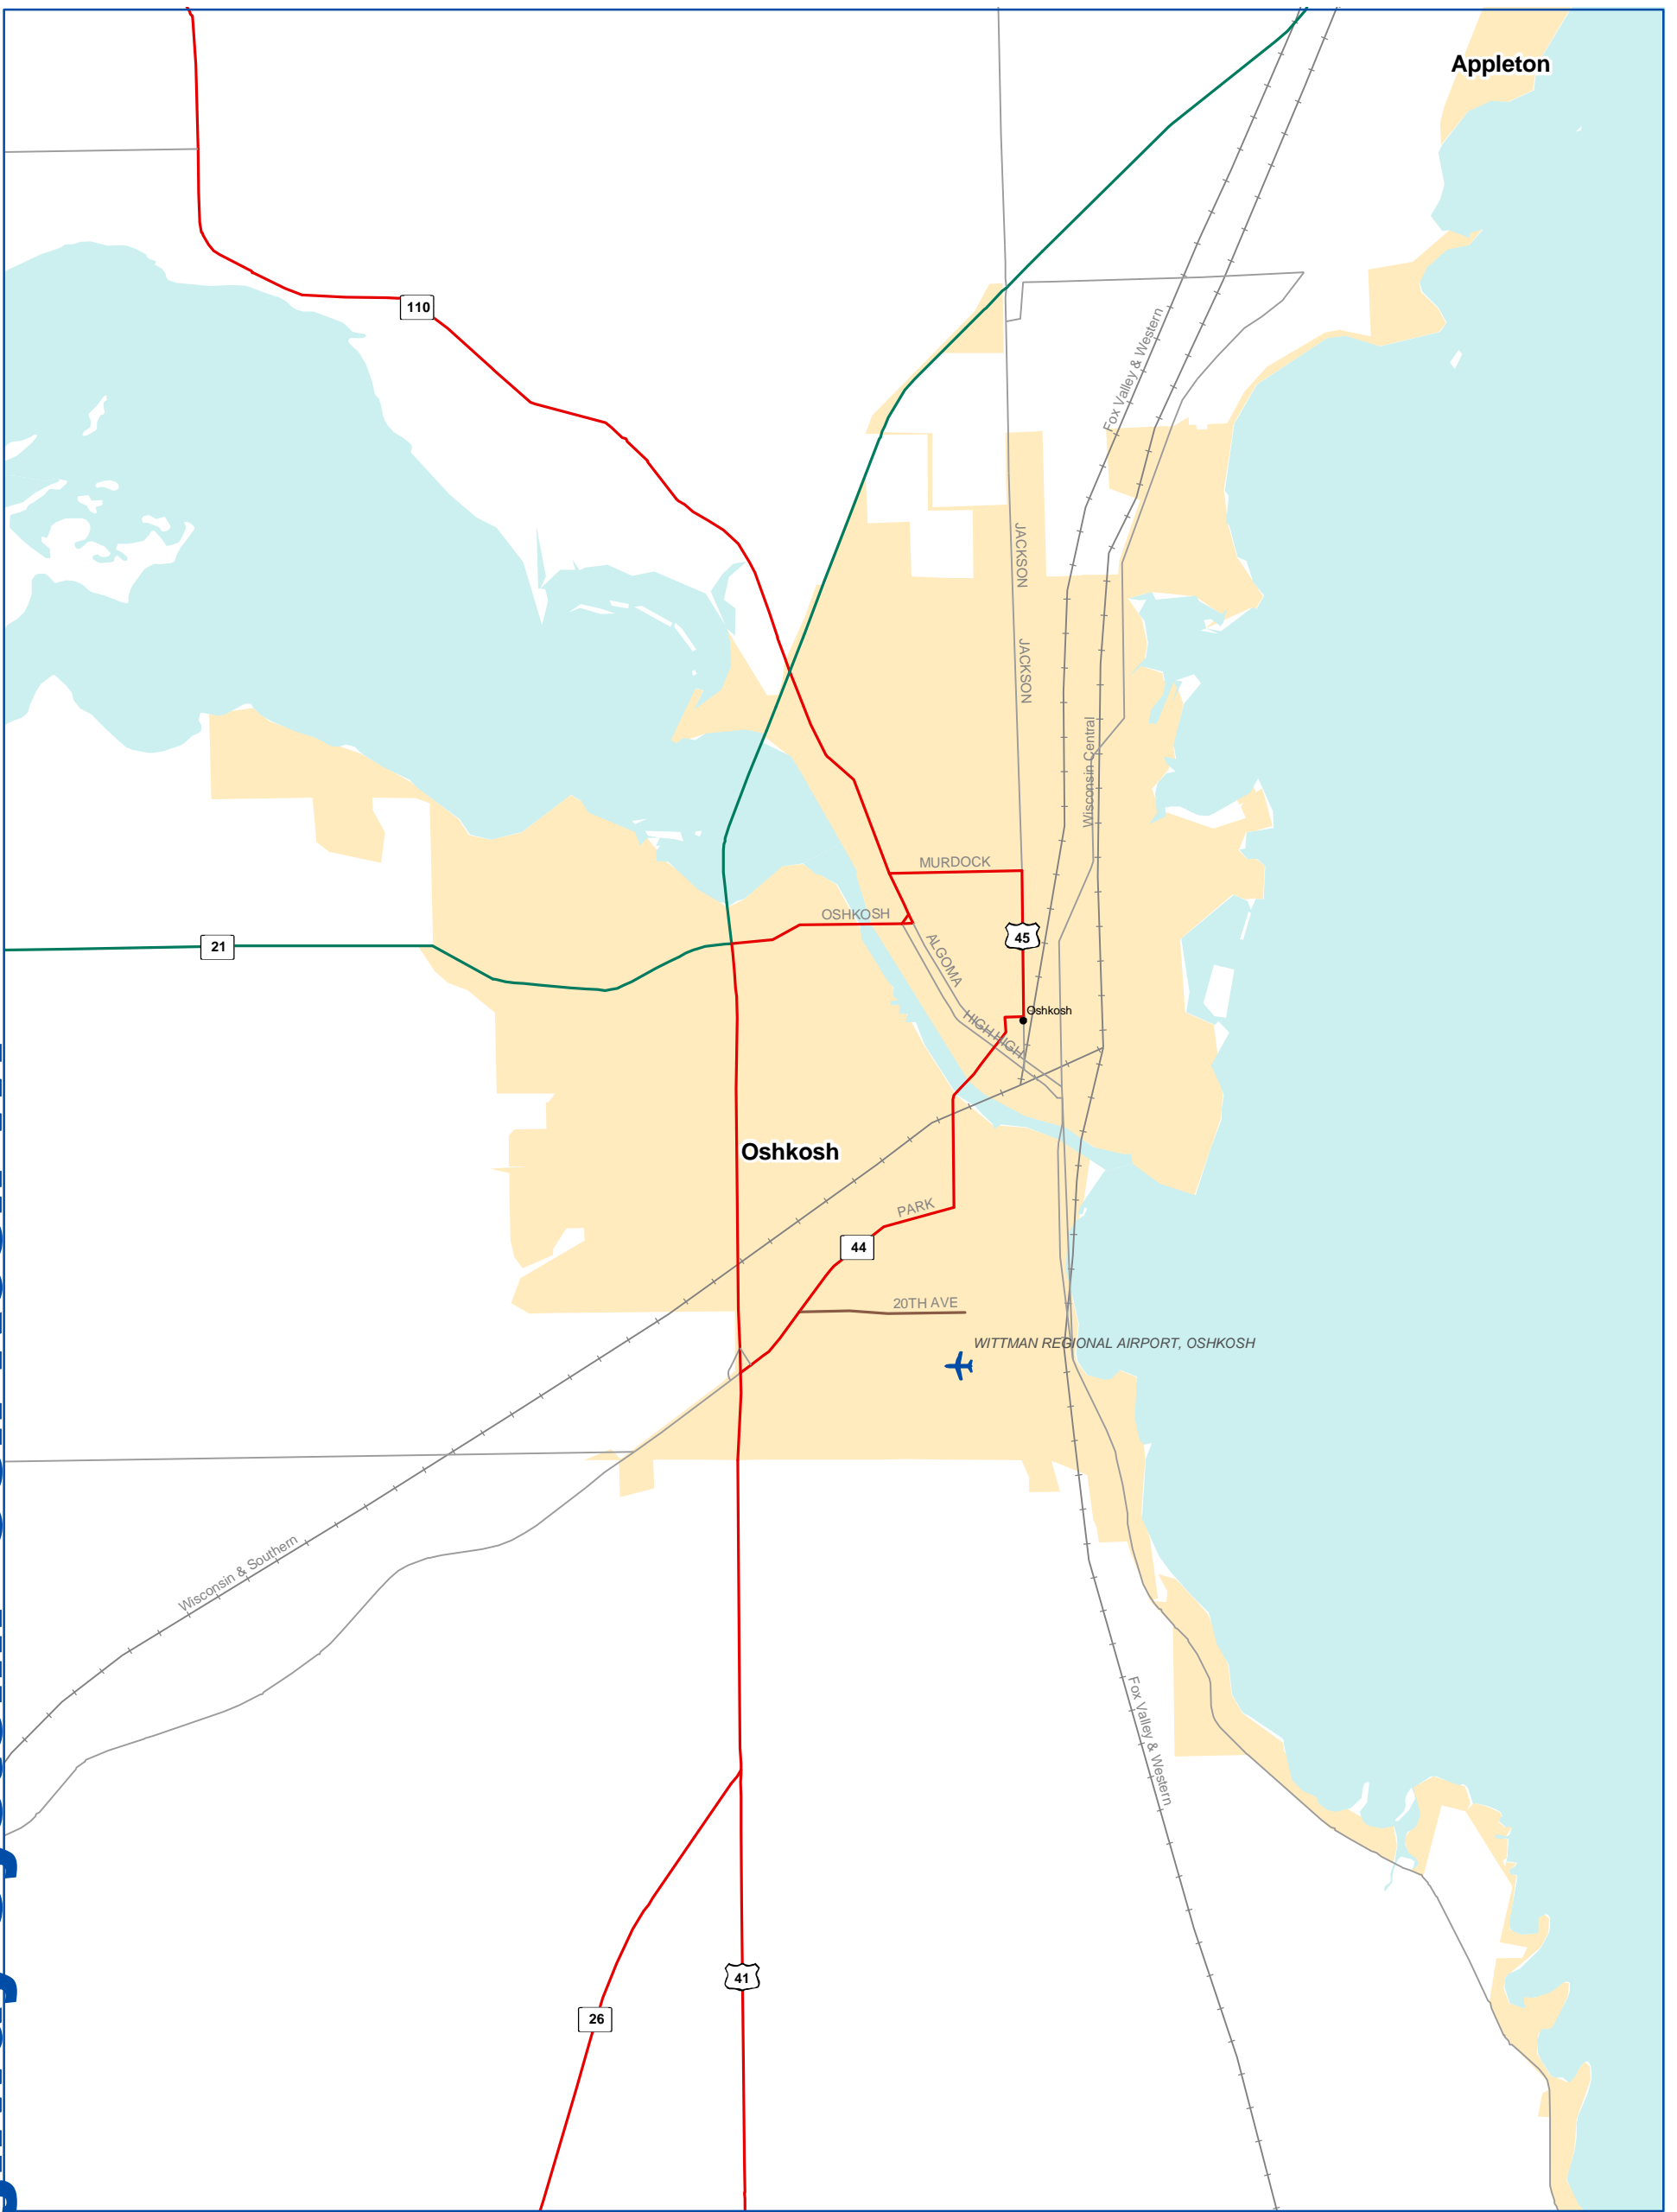 Appleton
110
Fox Valley & Western
JACKSON
JACKSON
Wisconsin Central
MURDOCK
OSHKOSH
21
45
ALGOMA
Oshkosh
HIGH
HIGH
Oshkosh
PARK
44
20TH AVE
WITTMAN REGIONAL AIRPORT, OSHKOSH
Wisconsin & Southern
Fox Valley & Western
41
26